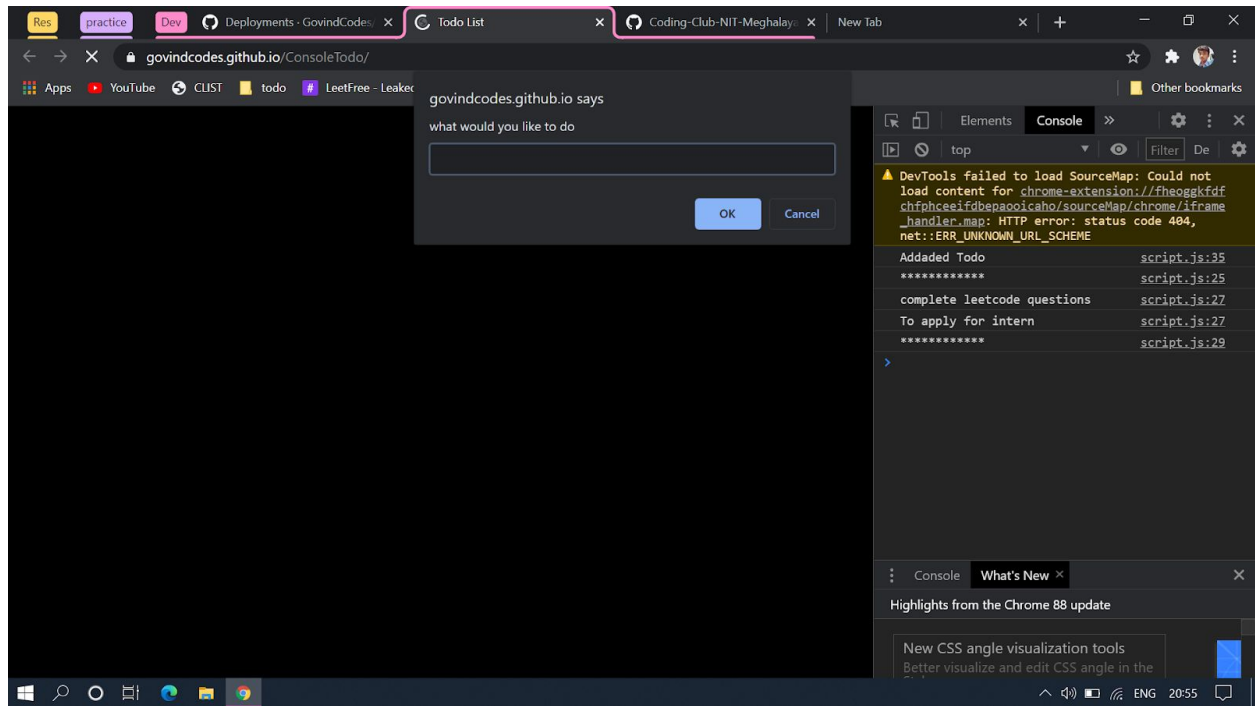 Res practice Dev Deployments · GovindCodes/ Todo List Coding-Club-NIT-Meghalaya New Tab
govindcodes.github.io/ConsoleTodo/
Apps YouTube CLIST todo # LeetFree - Leaked Other bookmarks
govindcodes.github.io says
what would you like to do
OK Cancel
Elements Console »
top Filter De
DevTools failed to load SourceMap: Could not
load content for chrome-extension://fheoggkfdf
chfphceeifdbepaooicaho/sourceMap/chrome/iframe
_handler.map: HTTP error: status code 404,
net::ERR_UNKNOWN_URL_SCHEME
Addaded Todo script.js:35
************ script.js:25
complete leetcode questions script.js:27
To apply for intern script.js:27
************ script.js:29
>
Console What's New
Highlights from the Chrome 88 update
New CSS angle visualization tools
Better visualize and edit CSS angle in the
ENG 20:55